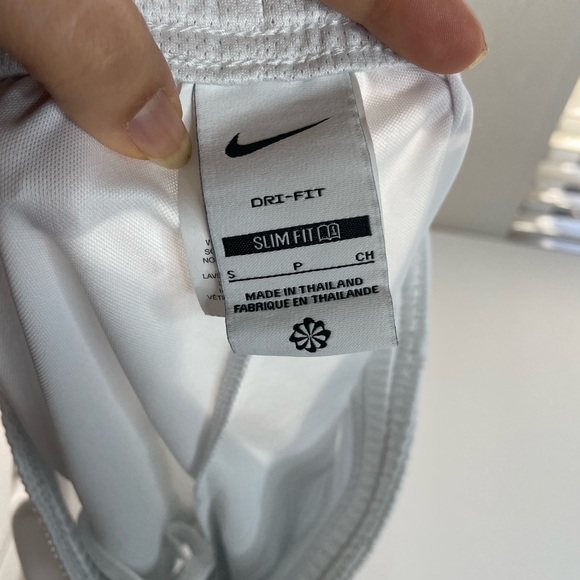 DRI-FIT
SLIM FIT
S P CH
MADE IN THAILAND
FABRIQUE EN THAILANDE